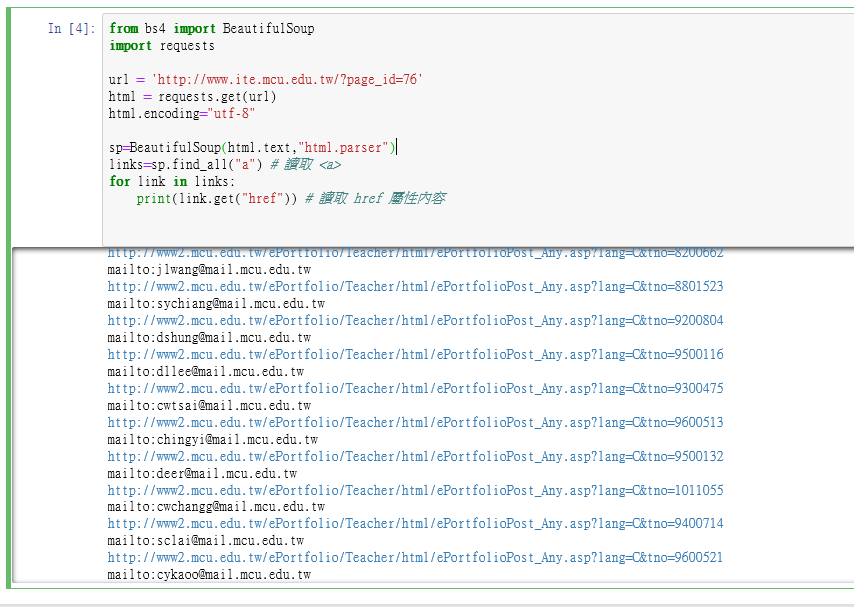 In [4]: from bs4 import BeautifulSoup
import requests
url = 'http://www.ite.mcu.edu.tw/?page_id=76'
html = requests.get(url)
html.encoding="utf-8"
sp=BeautifulSoup(html.text,"html.parser")
links=sp.find_all("a") # 讀取 <a>
for link in links:
    print(link.get("href")) # 讀取 href 屬性內容
http://www2.mcu.edu.tw/ePortfolio/Teacher/html/ePortfolioPost_Any.asp?lang=C&tno=8200662
mailto:jlwang@mail.mcu.edu.tw
http://www2.mcu.edu.tw/ePortfolio/Teacher/html/ePortfolioPost_Any.asp?lang=C&tno=8801523
mailto:sychiang@mail.mcu.edu.tw
http://www2.mcu.edu.tw/ePortfolio/Teacher/html/ePortfolioPost_Any.asp?lang=C&tno=9200804
mailto:dshung@mail.mcu.edu.tw
http://www2.mcu.edu.tw/ePortfolio/Teacher/html/ePortfolioPost_Any.asp?lang=C&tno=9500116
mailto:dllee@mail.mcu.edu.tw
http://www2.mcu.edu.tw/ePortfolio/Teacher/html/ePortfolioPost_Any.asp?lang=C&tno=9300475
mailto:cwtsai@mail.mcu.edu.tw
http://www2.mcu.edu.tw/ePortfolio/Teacher/html/ePortfolioPost_Any.asp?lang=C&tno=9600513
mailto:chingyi@mail.mcu.edu.tw
http://www2.mcu.edu.tw/ePortfolio/Teacher/html/ePortfolioPost_Any.asp?lang=C&tno=9500132
mailto:deer@mail.mcu.edu.tw
http://www2.mcu.edu.tw/ePortfolio/Teacher/html/ePortfolioPost_Any.asp?lang=C&tno=1011055
mailto:cwchangg@mail.mcu.edu.tw
http://www2.mcu.edu.tw/ePortfolio/Teacher/html/ePortfolioPost_Any.asp?lang=C&tno=9400714
mailto:sclai@mail.mcu.edu.tw
http://www2.mcu.edu.tw/ePortfolio/Teacher/html/ePortfolioPost_Any.asp?lang=C&tno=9600521
mailto:cykaoo@mail.mcu.edu.tw